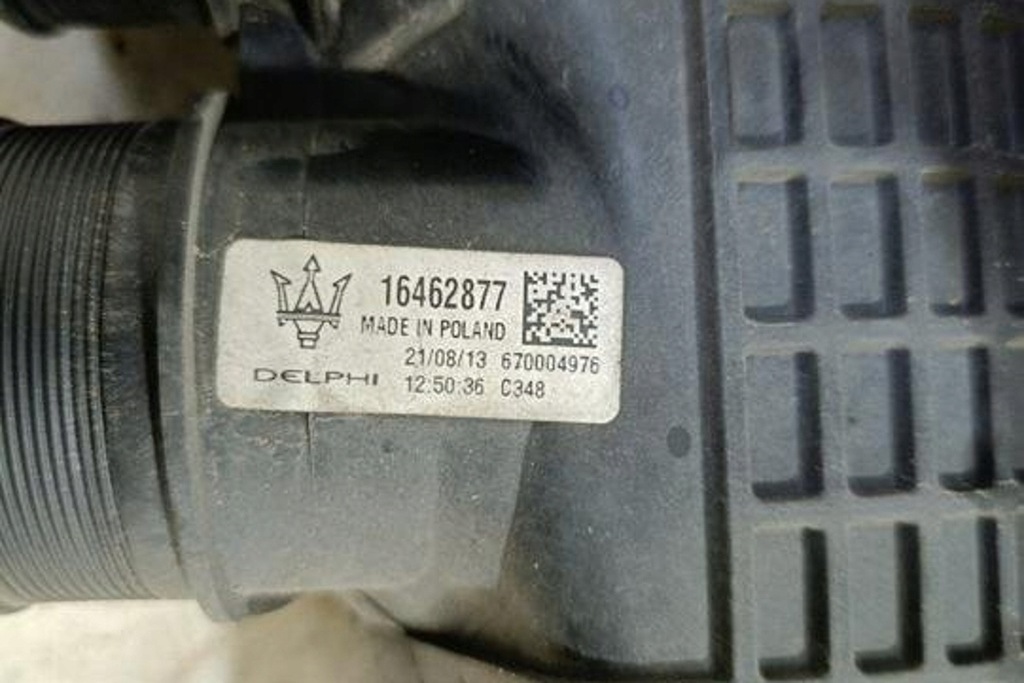 16462877
MADE IN POLAND
21/08/13 670004976
DELPHI 12:50:36 C348